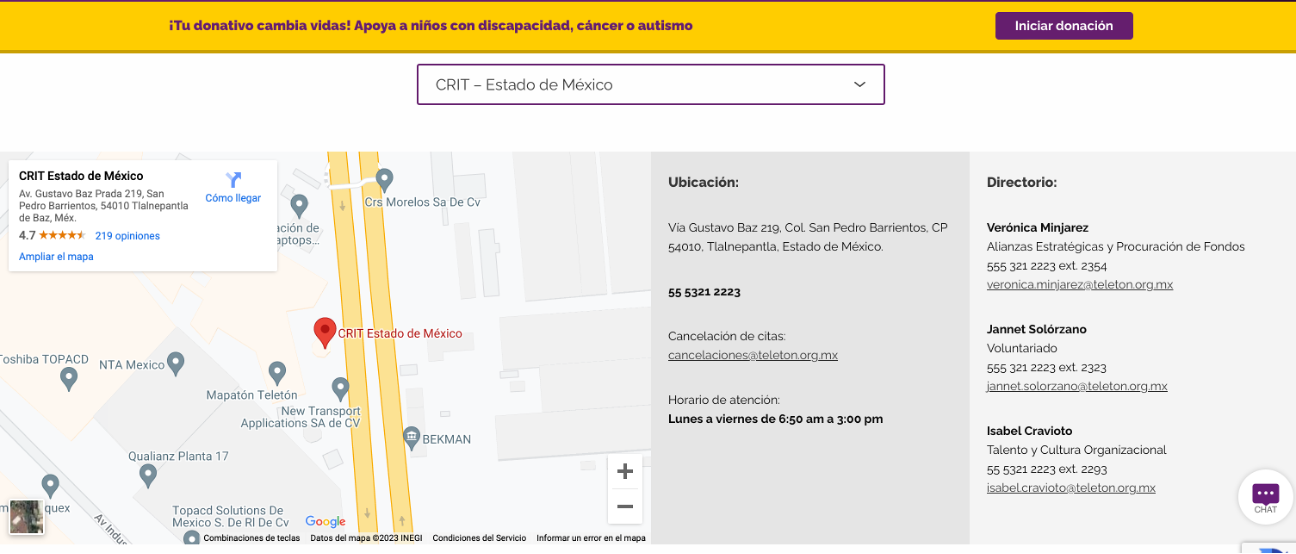 ¡Tu donativo cambia vidas! Apoya a niños con discapacidad, cáncer o autismo
Iniciar donación
CRIT – Estado de México
CRIT Estado de México
Av. Gustavo Baz Prada 219, San
Pedro Barrientos, 54010 Tlalnepantla
de Baz, Méx.
Cómo llegar
4.7
219 opiniones
Ampliar el mapa
Crs Morelos Sa De Cv
ación de
aptops...
CRIT Estado de México
Toshiba TOPACD
NTA Mexico
Mapatón Teletón
New Transport
Applications SA de CV
BEKMAN
Qualianz Planta 17
Topacd Solutions De
Mexico S. De Rl De Cv
quex
Av Indus
Google
Combinaciones de teclas
Datos del mapa ©2023 INEGI
Condiciones del Servicio
Informar un error en el mapa
Ubicación:
Vía Gustavo Baz 219, Col. San Pedro Barrientos, CP
54010, Tlalnepantla, Estado de México.
55 5321 2223
Cancelación de citas:
cancelaciones@teleton.org.mx
Horario de atención:
Lunes a viernes de 6:50 am a 3:00 pm
Directorio:
Verónica Minjarez
Alianzas Estratégicas y Procuración de Fondos
555 321 2223 ext. 2354
veronica.minjarez@teleton.org.mx
Jannet Solórzano
Voluntariado
555 321 2223 ext. 2323
jannet.solorzano@teleton.org.mx
Isabel Cravioto
Talento y Cultura Organizacional
55 5321 2223 ext. 2293
isabel.cravioto@teleton.org.mx
CHAT